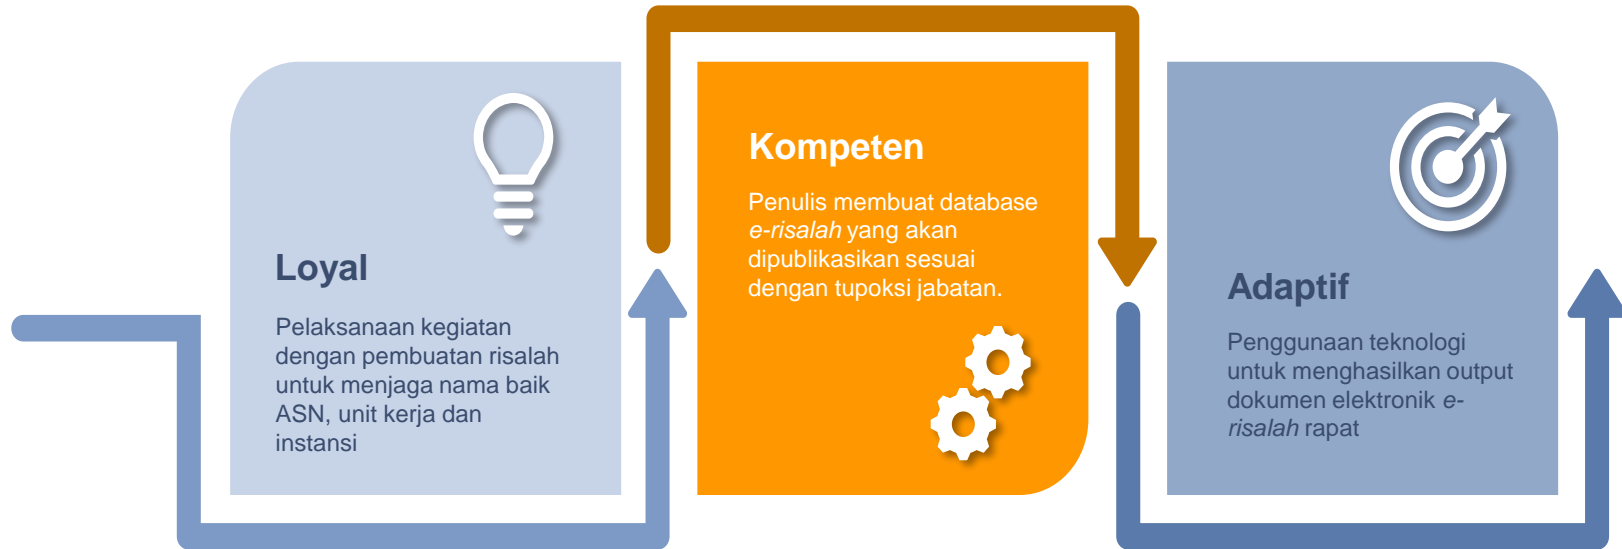 Loyal
Pelaksanaan kegiatan
dengan pembuatan risalah
untuk menjaga nama baik
ASN, unit kerja dan
instansi
Kompeten
Penulis membuat database
e-risalah yang akan
dipublikasikan sesuai
dengan tupoksi jabatan.
Adaptif
Penggunaan teknologi
untuk menghasilkan output
dokumen elektronik e-
risalah rapat